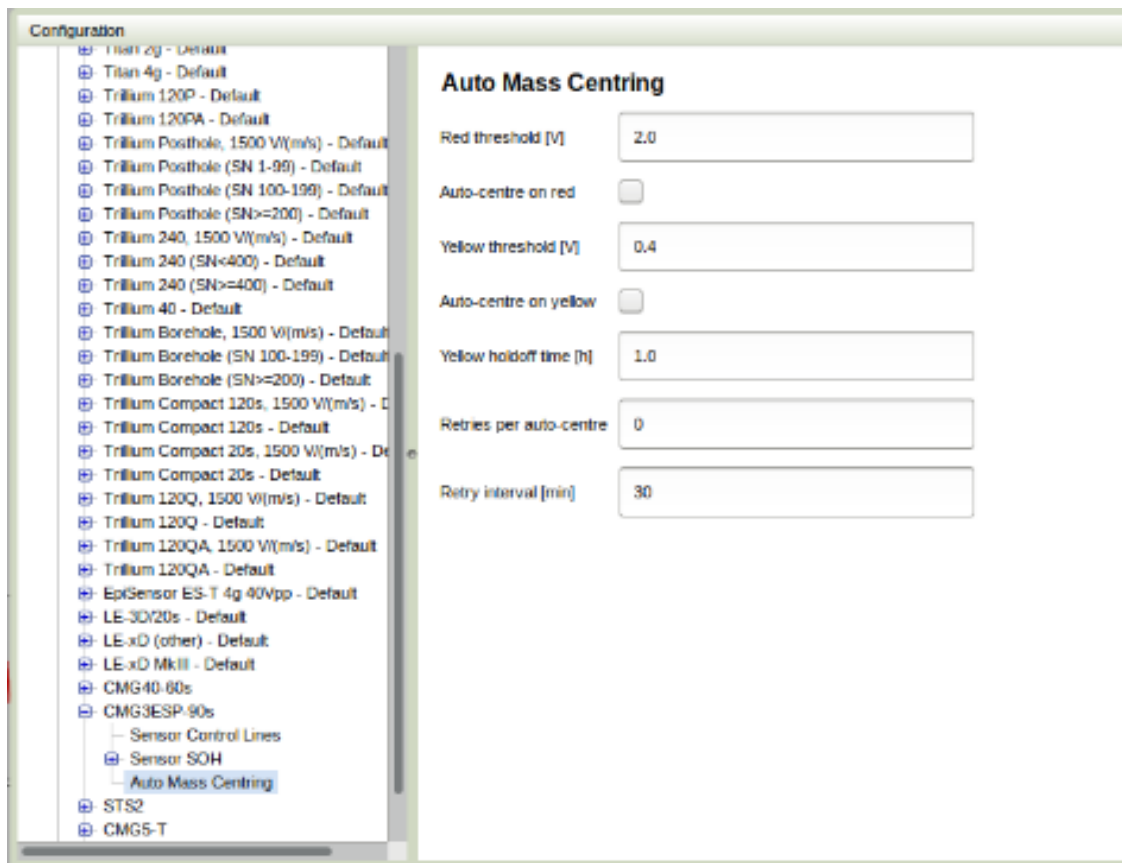 Configuration
Titan 2g - Default
Titan 4g - Default
Trillium 120P - Default
Trillium 120PA - Default
Trillium Posthole, 1500 V/(m/s) - Default
Trillium Posthole (SN 1-99) - Default
Trillium Posthole (SN 100-199) - Default
Trillium Posthole (SN>=200) - Default
Trillium 240, 1500 V/(m/s) - Default
Trillium 240 (SN<400) - Default
Trillium 240 (SN>=400) - Default
Trillium 40 - Default
Trillium Borehole, 1500 V/(m/s) - Default
Trillium Borehole (SN 100-199) - Default
Trillium Borehole (SN>=200) - Default
Trillium Compact 120s, 1500 V/(m/s) - D
Trillium Compact 120s - Default
Trillium Compact 20s, 1500 V/(m/s) - De
Trillium Compact 20s - Default
Trillium 120Q, 1500 V/(m/s) - Default
Trillium 120Q - Default
Trillium 120QA, 1500 V/(m/s) - Default
Trillium 120QA - Default
EpiSensor ES-T 4g 40Vpp - Default
LE-3D/20s - Default
LE-xD (other) - Default
LE-xD MkIII - Default
CMG40-60s
CMG3ESP-90s
Sensor Control Lines
Sensor SOH
Auto Mass Centring
STS2
CMG5-T
Auto Mass Centring
Red threshold [V] 2.0
Auto-centre on red
Yellow threshold [V] 0.4
Auto-centre on yellow
Yellow holdoff time [h] 1.0
Retries per auto-centre 0
Retry interval [min] 30